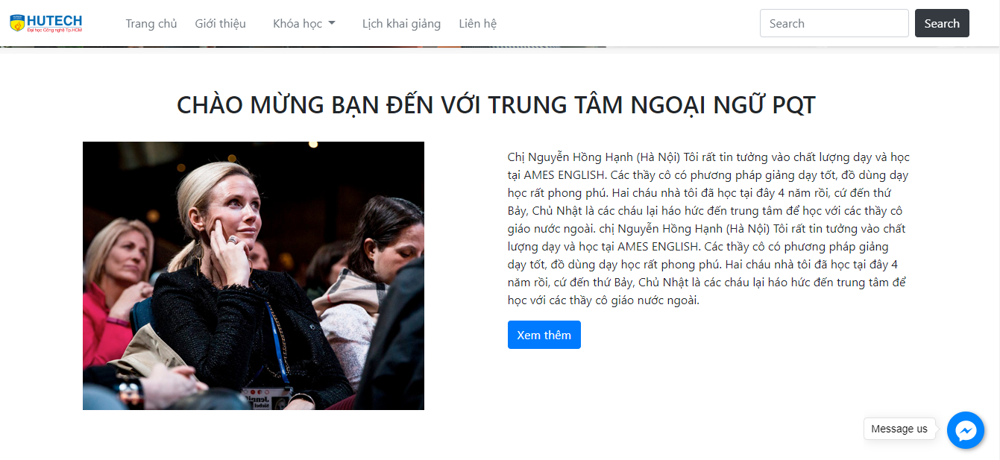 HUTECH
Đại học Công nghệ Tp.HCM
Trang chủ
Giới thiệu
Khóa học
Lịch khai giảng
Liên hệ
Search
Search
CHÀO MỪNG BẠN ĐẾN VỚI TRUNG TÂM NGOẠI NGỮ PQT
Chị Nguyễn Hồng Hạnh (Hà Nội) Tôi rất tin tưởng vào chất lượng dạy và học
tại AMES ENGLISH. Các thầy cô có phương pháp giảng dạy tốt, đồ dùng dạy
học rất phong phú. Hai cháu nhà tôi đã học tại đây 4 năm rồi, cứ đến thứ
Bảy, Chủ Nhật là các cháu lại háo hức đến trung tâm để học với các thầy cô
giáo nước ngoài. chị Nguyễn Hồng Hạnh (Hà Nội) Tôi rất tin tưởng vào chất
lượng dạy và học tại AMES ENGLISH. Các thầy cô có phương pháp giảng
dạy tốt, đồ dùng dạy học rất phong phú. Hai cháu nhà tôi đã học tại đây 4
năm rồi, cứ đến thứ Bảy, Chủ Nhật là các cháu lại háo hức đến trung tâm để
học với các thầy cô giáo nước ngoài.
Xem thêm
Message us